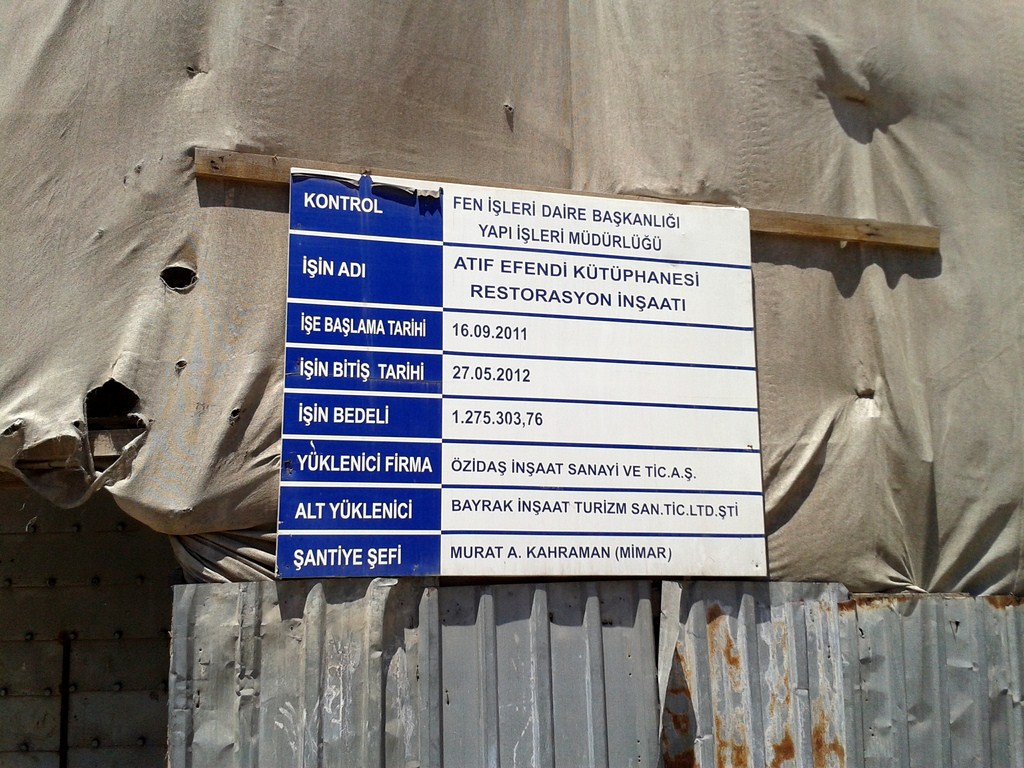 KONTROL
FEN İŞLERİ DAİRE BAŞKANLIĞI
YAPI İŞLERİ MÜDÜRLÜĞÜ
İŞİN ADI
ATIF EFENDİ KÜTÜPHANESİ
RESTORASYON İNŞAATI
İŞE BAŞLAMA TARİHİ
16.09.2011
İŞİN BİTİŞ TARİHİ
27.05.2012
İŞİN BEDELİ
1.275.303,76
YÜKLENİCİ FİRMA
ÖZİDAŞ İNŞAAT SANAYİ VE TİC.A.Ş.
ALT YÜKLENİCİ
BAYRAK İNŞAAT TURİZM SAN.TİC.LTD.ŞTİ
ŞANTİYE ŞEFİ
MURAT A. KAHRAMAN (MİMAR)